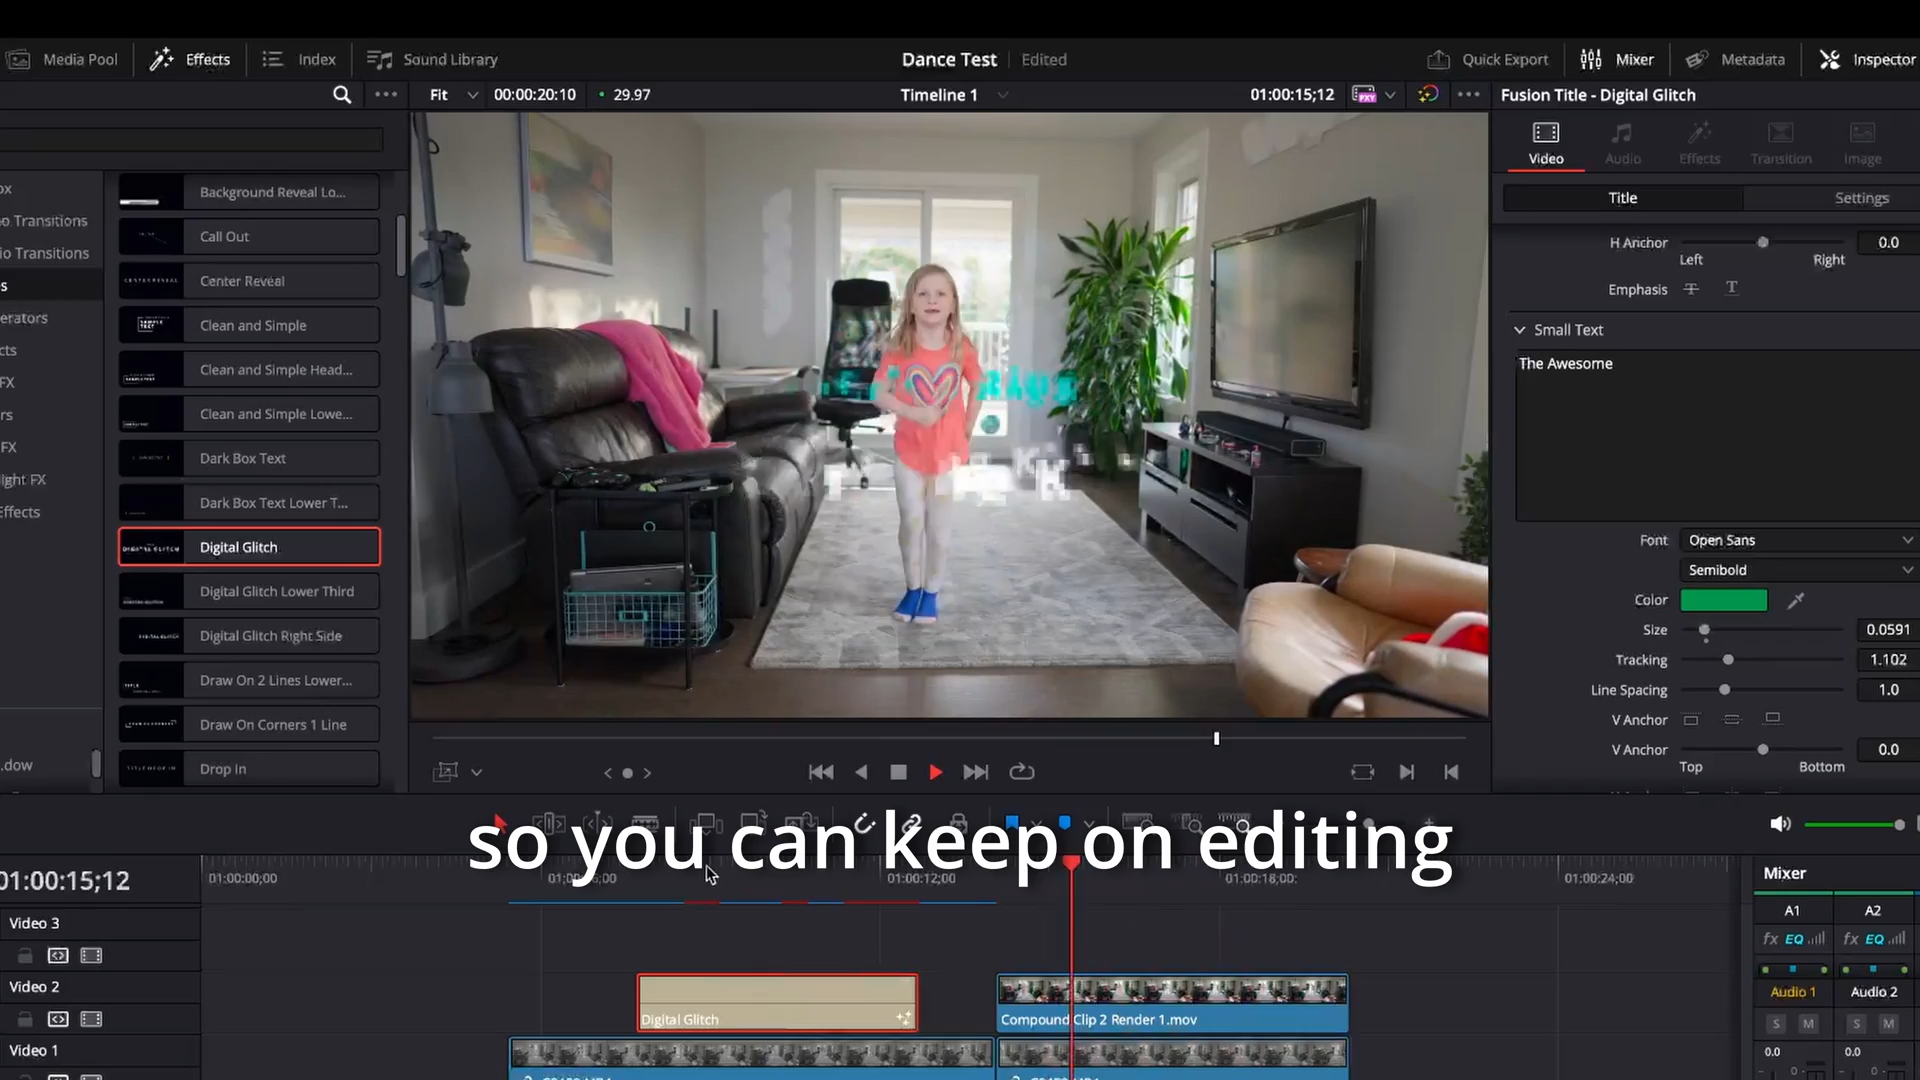 Media Pool
Effects
Index
Sound Library
Dance Test
Edited
Quick Export
Mixer
Metadata
Inspector
Fit
00:00:20:10
29.97
Timeline 1
01:00:15;12
Fusion Title - Digital Glitch
Video
Audio
Effects
Transition
Image
Title
Settings
ox
o Transitions
io Transitions
s
erators
cts
FX
rs
FX
ight FX
Effects
.dow
Background Reveal Lo...
Call Out
Center Reveal
Clean and Simple
Clean and Simple Head...
Clean and Simple Lowe...
Dark Box Text
Dark Box Text Lower T...
Digital Glitch
Digital Glitch Lower Third
Digital Glitch Right Side
Draw On 2 Lines Lower...
Draw On Corners 1 Line
Drop In
H Anchor
0.0
Left
Right
Emphasis
Small Text
The Awesome
Font
Open Sans
Semibold
Color
Size
0.0591
Tracking
1.102
Line Spacing
1.0
V Anchor
V Anchor
0.0
Top
Bottom
so you can keep on editing
01:00:15;12
01:00:00;00
01:00:12;00
01:00:18;00
01:00:24;00
Video 3
Video 2
Video 1
Digital Glitch
Compound Clip 2 Render 1.mov
Mixer
A1
A2
fx EQ
fx EQ
Audio 1
Audio 2
S M
S M
0.0
0.0